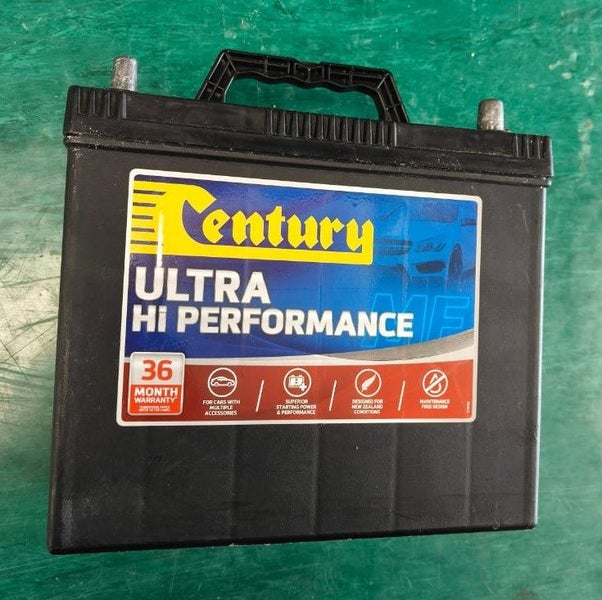 Century
ULTRA
Hi PERFORMANCE
MF
36
MONTH
WARRANTY*
FOR CARS WITH
MULTIPLE
ACCESSORIES
SUPERIOR
STARTING POWER
& PERFORMANCE
DESIGNED FOR
NEW ZEALAND
CONDITIONS
MAINTENANCE
FREE DESIGN